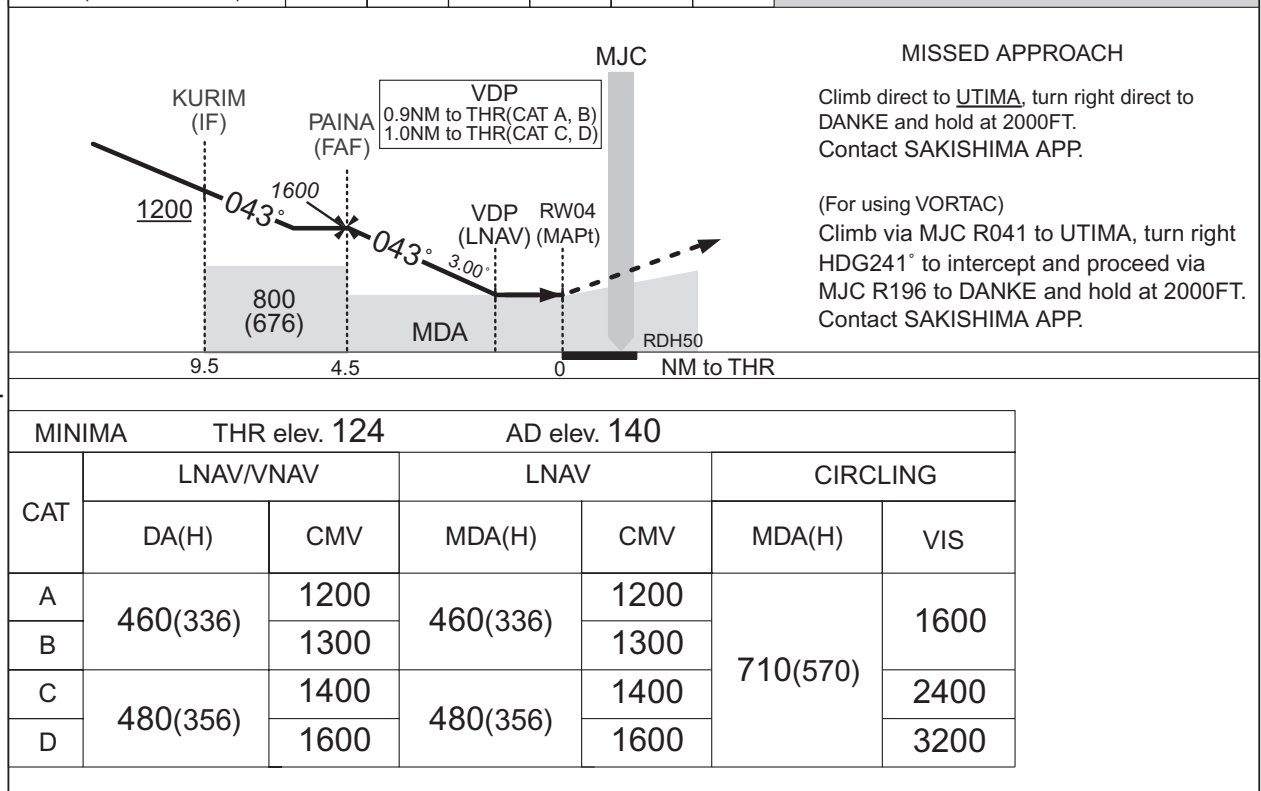 MJC
VDP
0.9NM to THR(CAT A, B)
1.0NM to THR(CAT C, D)
KURIM
(IF)
PAINA
(FAF)
1200
043°
1600
043°
3.00°
VDP
(LNAV)
RW04
(MAPt)
800
(676)
MDA
RDH50
9.5
4.5
0
NM to THR
MISSED APPROACH
Climb direct to UTIMA, turn right direct to
DANKE and hold at 2000FT.
Contact SAKISHIMA APP.
(For using VORTAC)
Climb via MJC R041 to UTIMA, turn right
HDG241° to intercept and proceed via
MJC R196 to DANKE and hold at 2000FT.
Contact SAKISHIMA APP.
MINIMA THR elev. 124 AD elev. 140
CAT LNAV/VNAV LNAV CIRCLING
DA(H) CMV MDA(H) CMV MDA(H) VIS
A 460(336) 1200 460(336) 1200 710(570) 1600
B 1300 1300
C 480(356) 1400 480(356) 1400 2400
D 1600 1600 3200